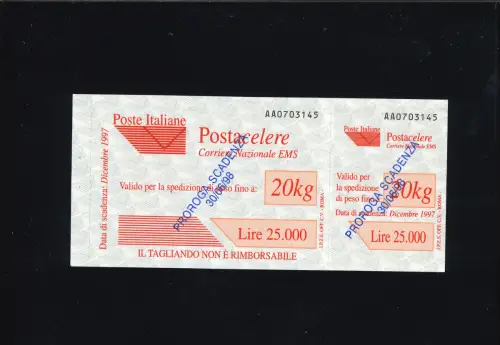 Poste Italiane
AA0703145
Postacelere
Corriere Nazionale EMS
Valido per la spedizione di peso fino a:
20kg
Lire 25.000
IL TAGLIANDO NON È RIMBORSABILE
Data di scadenza: Dicembre 1997
PROROGA SCADENZA
30/06/98
AA0703145
Poste Italiane
Postacelere
Corriere Nazionale EMS
Valido per
la spedizione
di peso fino a:
20kg
Data di scadenza: Dicembre 1997
Lire 25.000
PROROGA SCADENZA
30/06/98